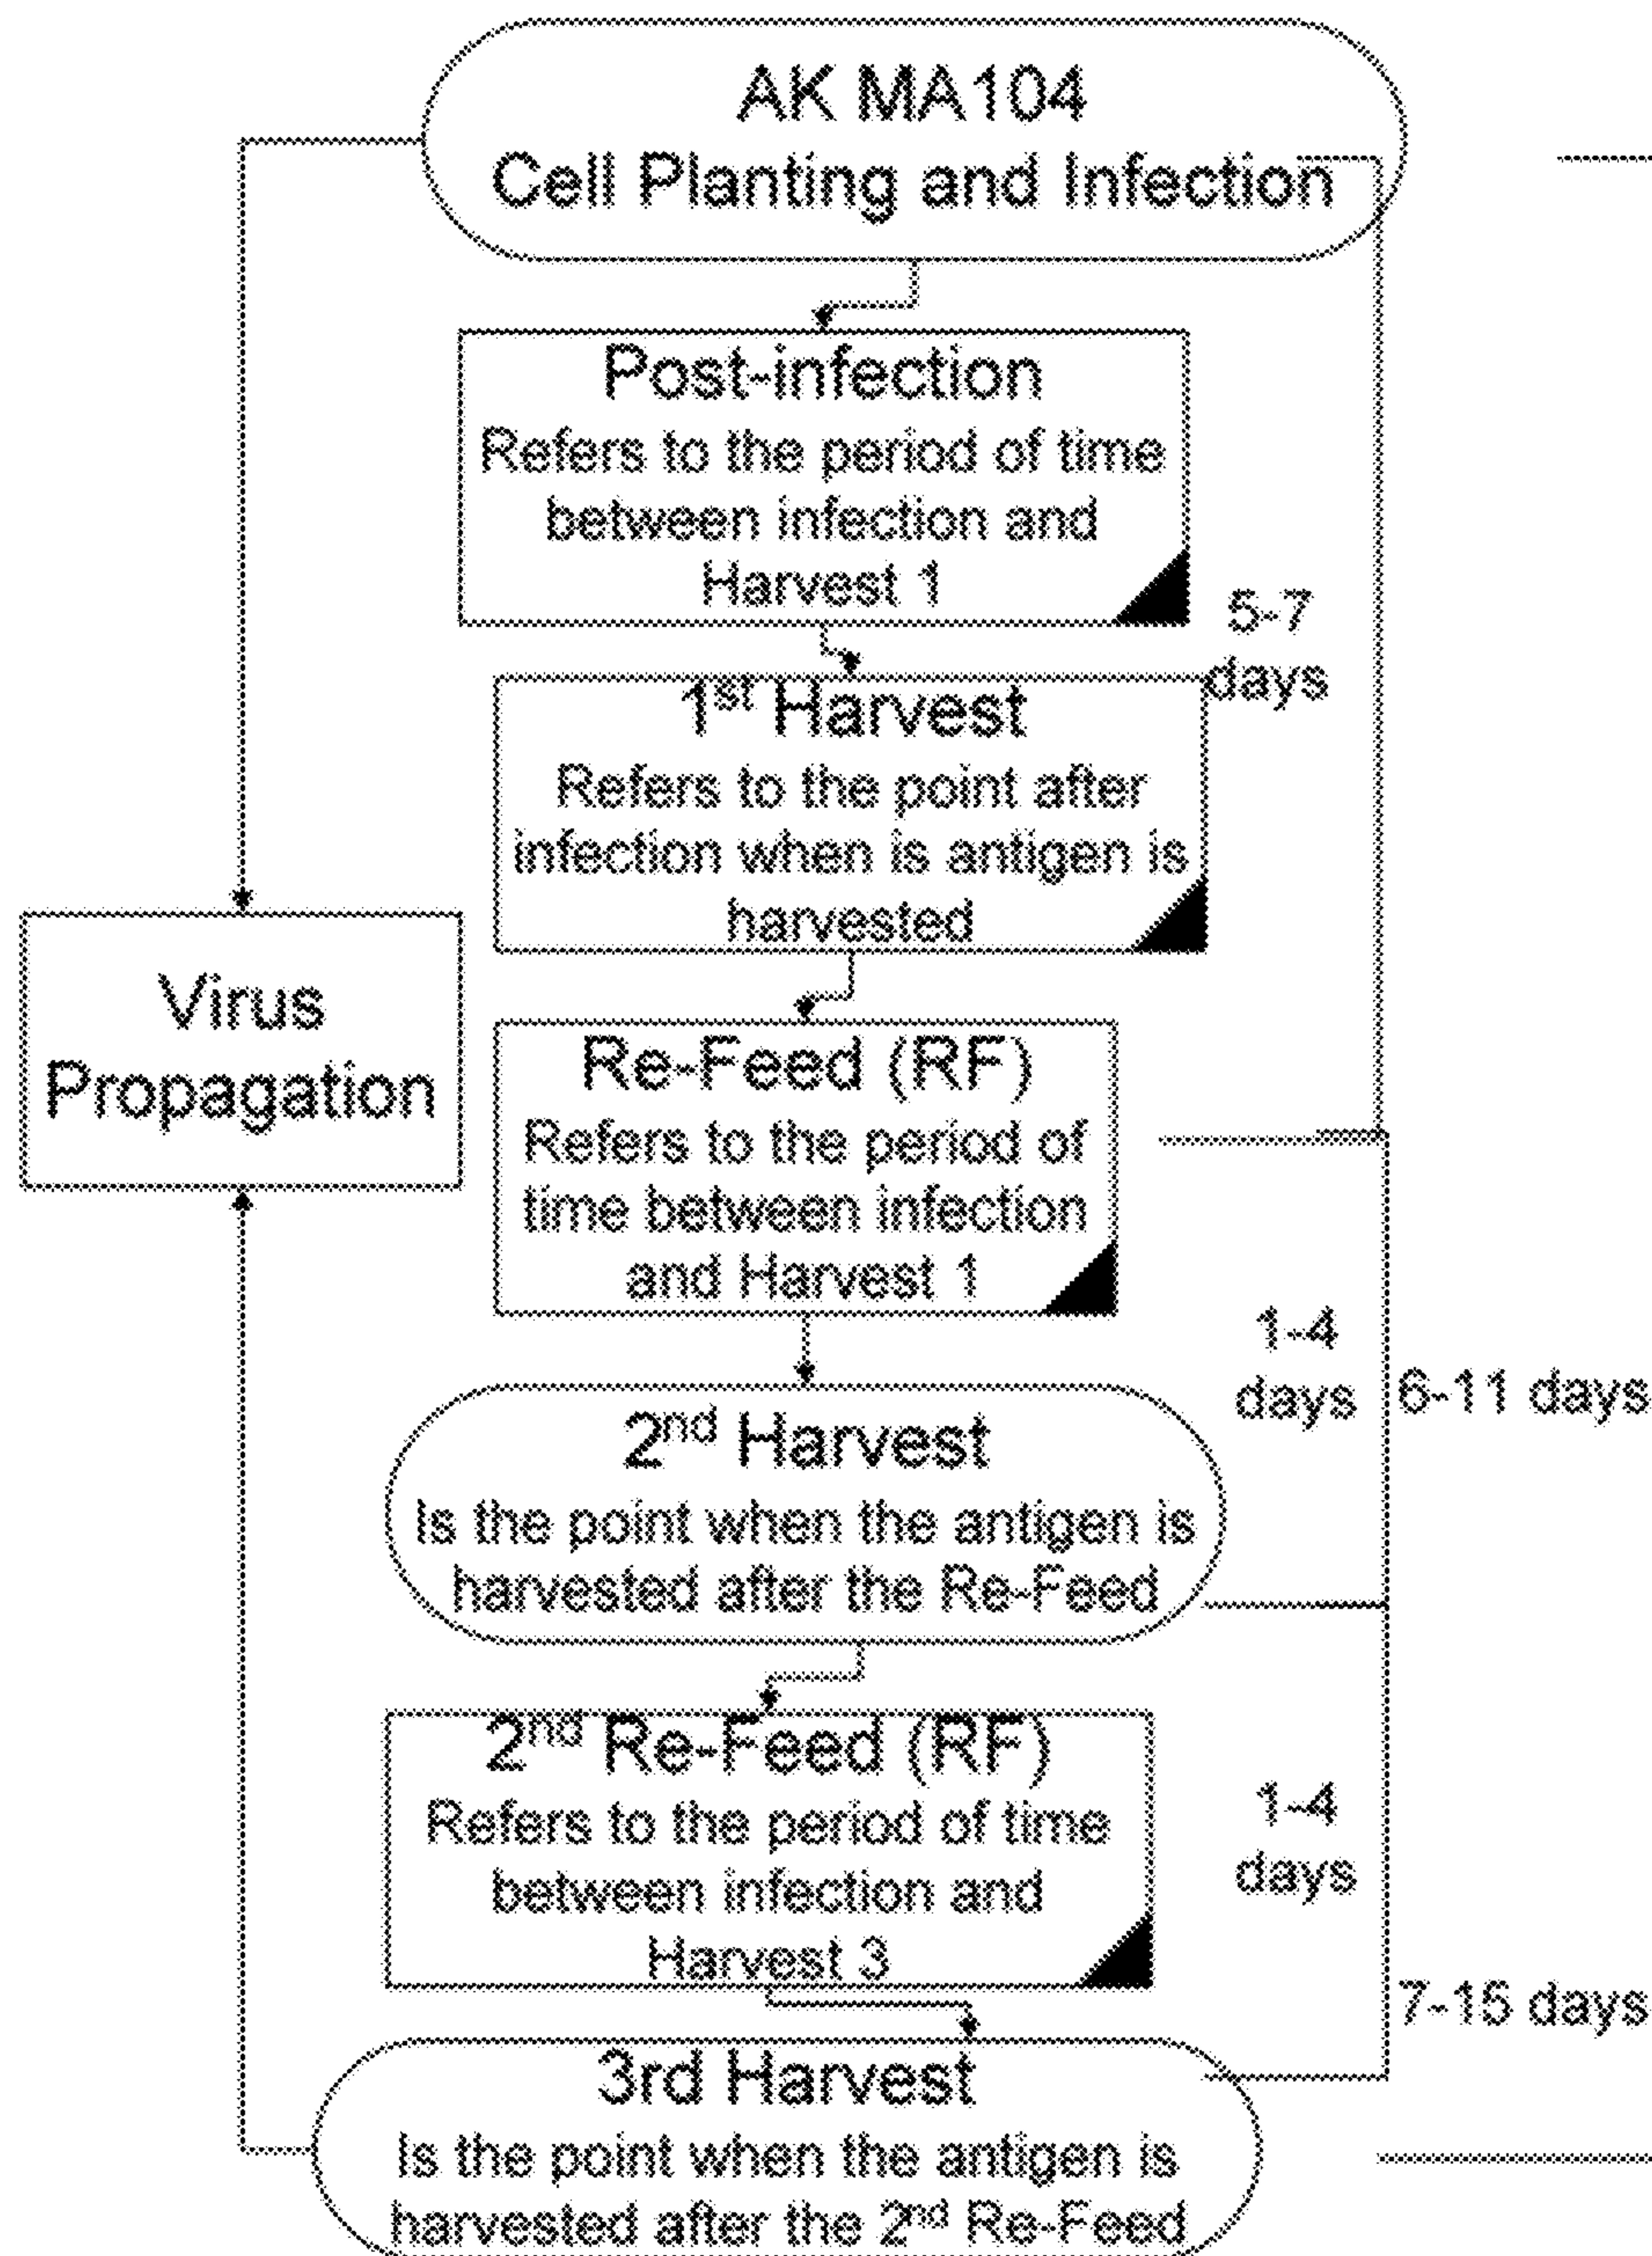 AK MA104
Cell Planting and Infection
Post-infection
Refers to the period of time
between infection and
Harvest 1
5-7
days
1st Harvest
Refers to the point after
infection when is antigen is
harvested
Virus
Propagation
Re-Feed (RF)
Refers to the period of
time between infection
and Harvest 1
1-4
days
6-11 days
2nd Harvest
Is the point when the antigen is
harvested after the Re-Feed
2nd Re-Feed (RF)
Refers to the period of time
between infection and
Harvest 3
1-4
days
7-15 days
3rd Harvest
Is the point when the antigen is
harvested after the 2nd Re-Feed